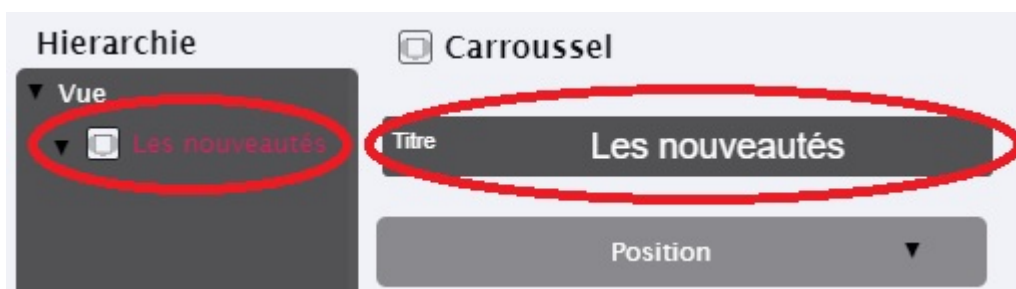 Hierarchie
Vue
Les nouveautés
Carroussel
Titre
Les nouveautés
Position